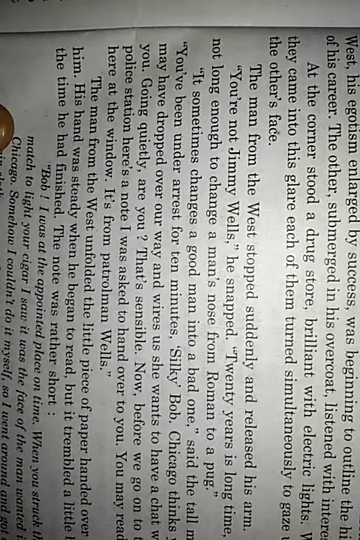 West, his egotism enlarged by success, was beginning to outline the hi
of his career. The other, submerged in his overcoat, listened with interes
At the corner stood a drug store, brilliant with electric lights. W
they came into this glare each of them turned simultaneously to gaze u
the other's face.
The man from the West stopped suddenly and released his arm.
"You're not Jimmy Wells," he snapped. "Twenty years is long time,
not long enough to change a man's nose from Roman to a pug."
"It sometimes changes a good man into a bad one," said the tall m
"You've been under arrest for ten minutes, 'Silky' Bob. Chicago thinks y
may have dropped over our way and wires us she wants to have a chat w
you. Going quietly, are you? That's sensible. Now, before we go on to t
police station here's a note I was asked to hand over to you. You may read
here at the window. It's from patrolman Wells."
The man from the West unfolded the little piece of paper handed over
him. His hand was steady when he began to read, but it trembled a little b
the time he had finished. The note was rather short :
"Bob ! I was at the appointed place on time. When you struck th
match to light your cigar I saw it was the face of the man wanted i
Chicago. Somehow I couldn't do it myself, so I went around and got